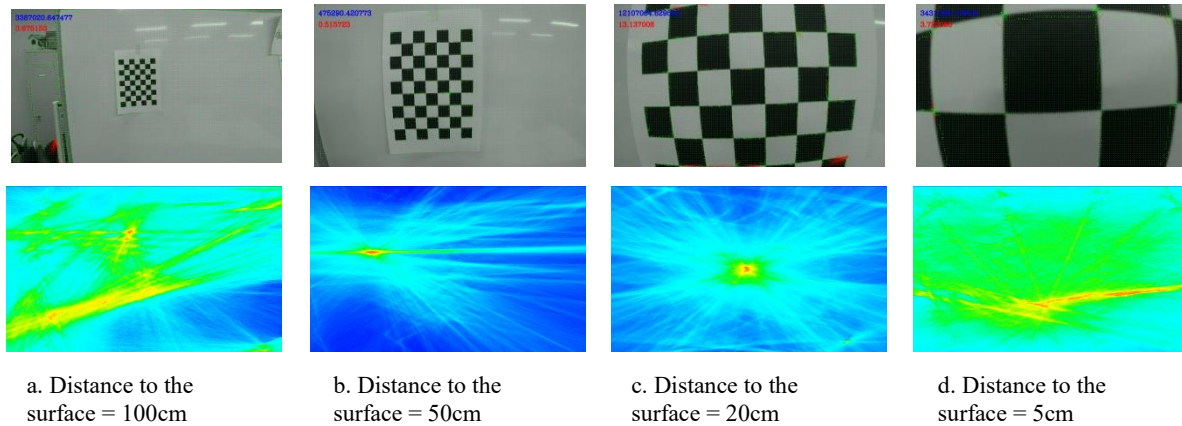 3387020.647477
475290.420773
0.515723
13.137006
a. Distance to the
surface = 100cm
b. Distance to the
surface = 50cm
c. Distance to the
surface = 20cm
d. Distance to the
surface = 5cm